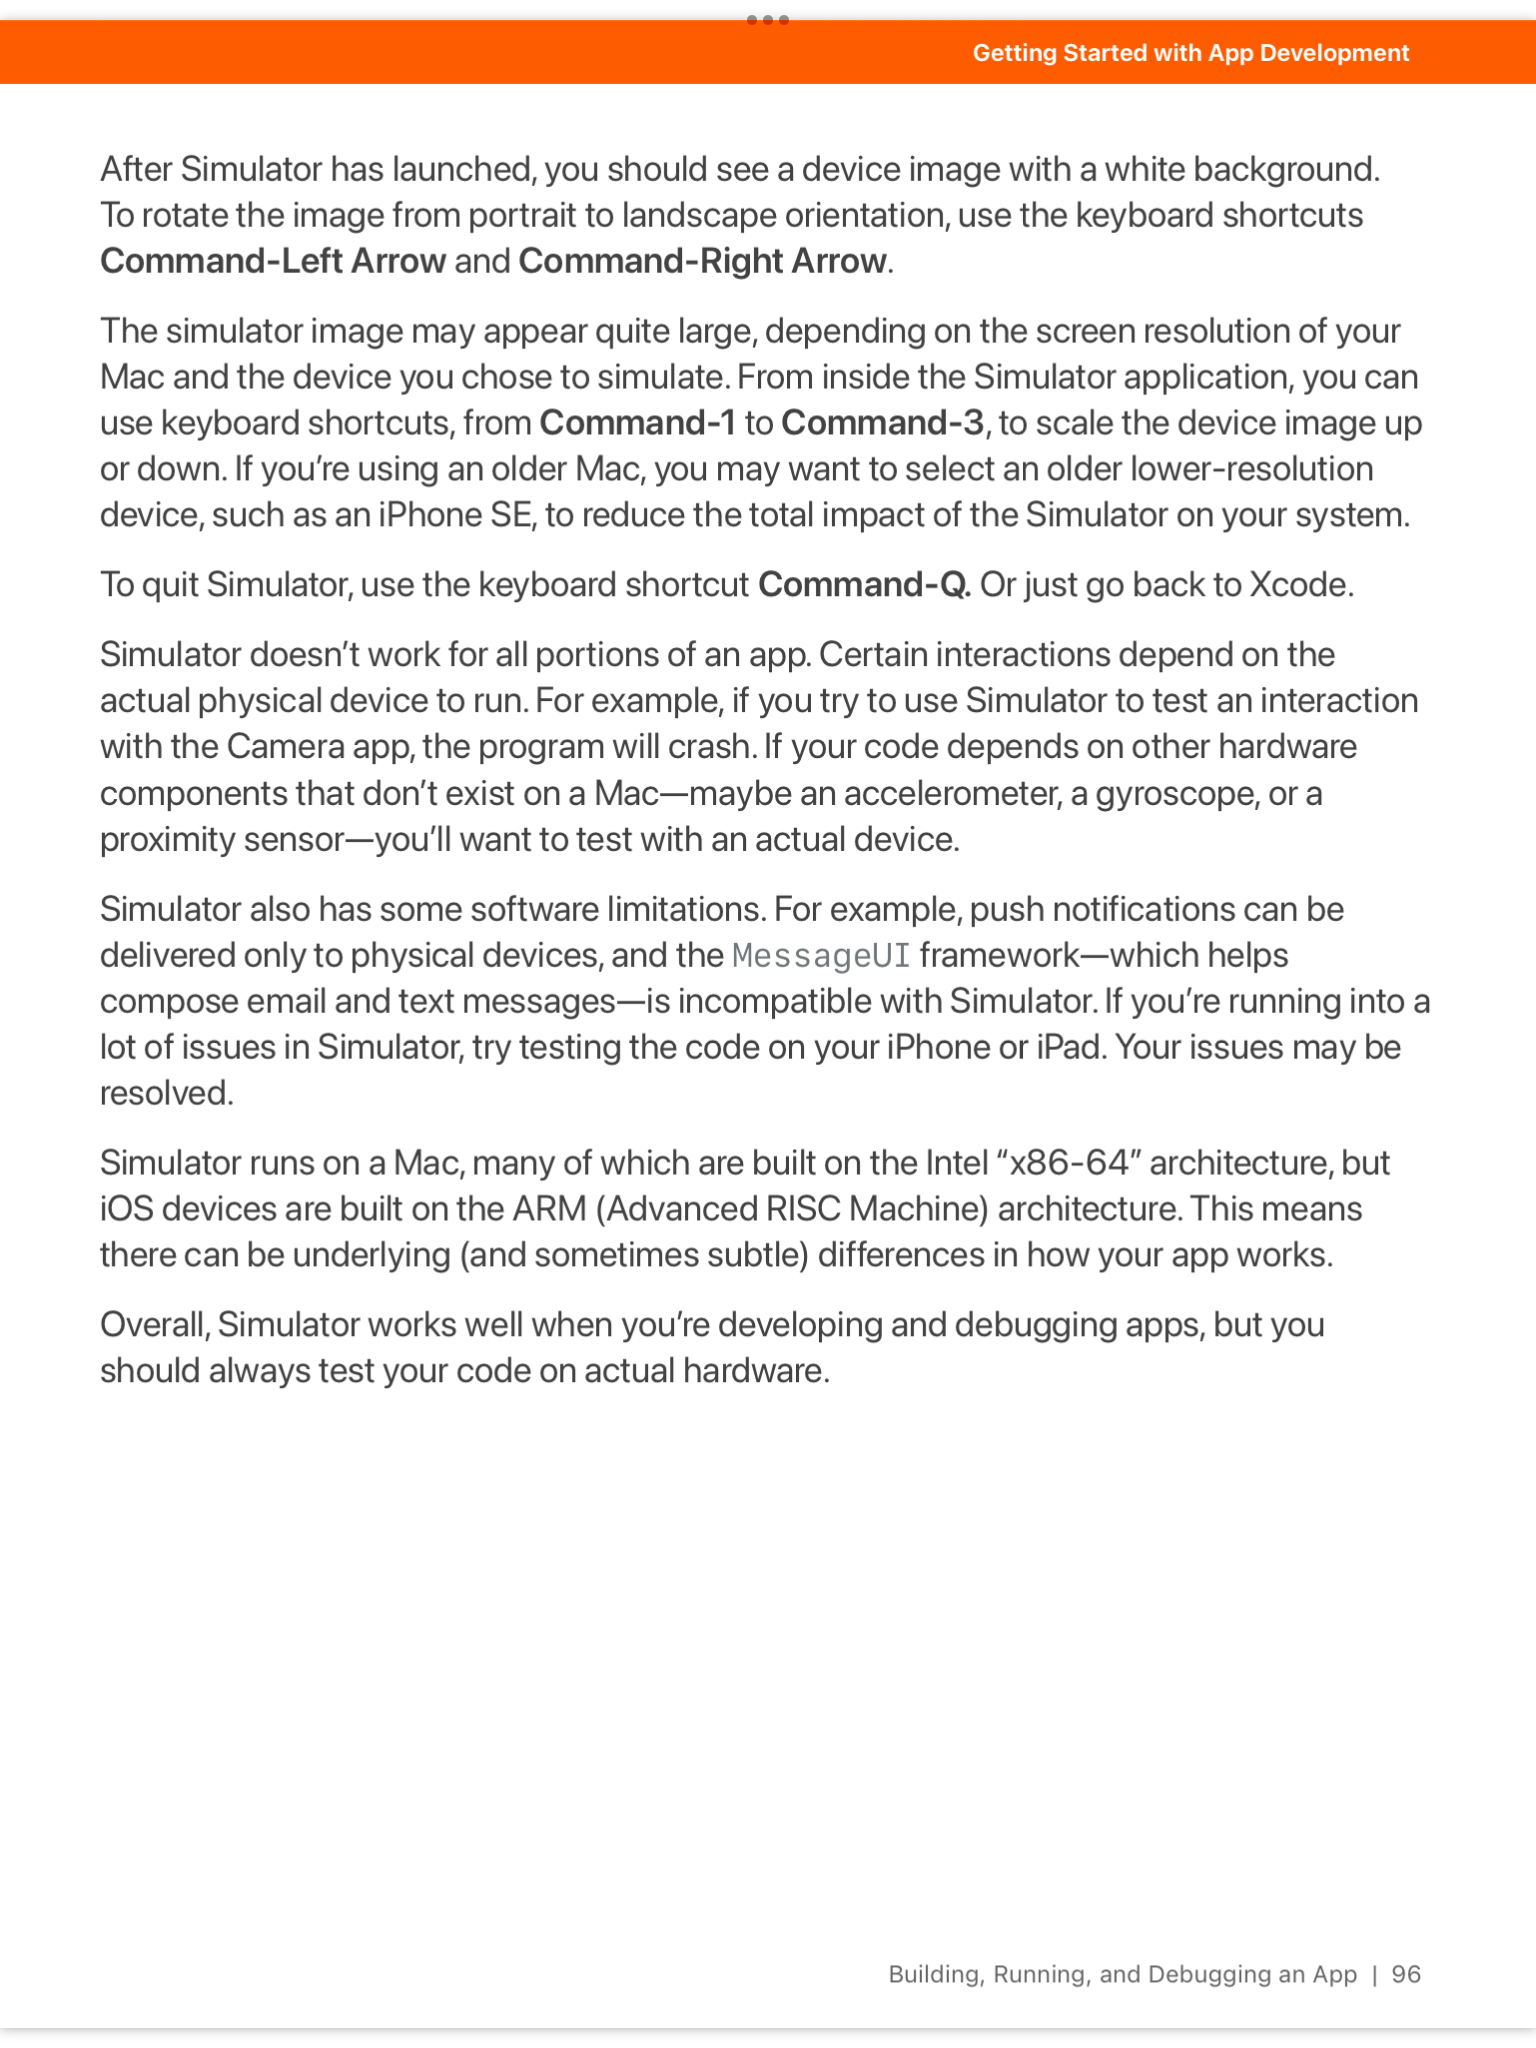 Getting Started with App Development
After Simulator has launched, you should see a device image with a white background.
To rotate the image from portrait to landscape orientation, use the keyboard shortcuts
Command-Left Arrow and Command-Right Arrow.
The simulator image may appear quite large, depending on the screen resolution of your
Mac and the device you chose to simulate. From inside the Simulator application, you can
use keyboard shortcuts, from Command-1 to Command-3, to scale the device image up
or down. If you’re using an older Mac, you may want to select an older lower-resolution
device, such as an iPhone SE, to reduce the total impact of the Simulator on your system.
To quit Simulator, use the keyboard shortcut Command-Q. Or just go back to Xcode.
Simulator doesn’t work for all portions of an app. Certain interactions depend on the
actual physical device to run. For example, if you try to use Simulator to test an interaction
with the Camera app, the program will crash. If your code depends on other hardware
components that don’t exist on a Mac—maybe an accelerometer, a gyroscope, or a
proximity sensor—you’ll want to test with an actual device.
Simulator also has some software limitations. For example, push notifications can be
delivered only to physical devices, and the MessageUI framework—which helps
compose email and text messages—is incompatible with Simulator. If you’re running into a
lot of issues in Simulator, try testing the code on your iPhone or iPad. Your issues may be
resolved.
Simulator runs on a Mac, many of which are built on the Intel “x86-64” architecture, but
iOS devices are built on the ARM (Advanced RISC Machine) architecture. This means
there can be underlying (and sometimes subtle) differences in how your app works.
Overall, Simulator works well when you’re developing and debugging apps, but you
should always test your code on actual hardware.
Building, Running, and Debugging an App | 96